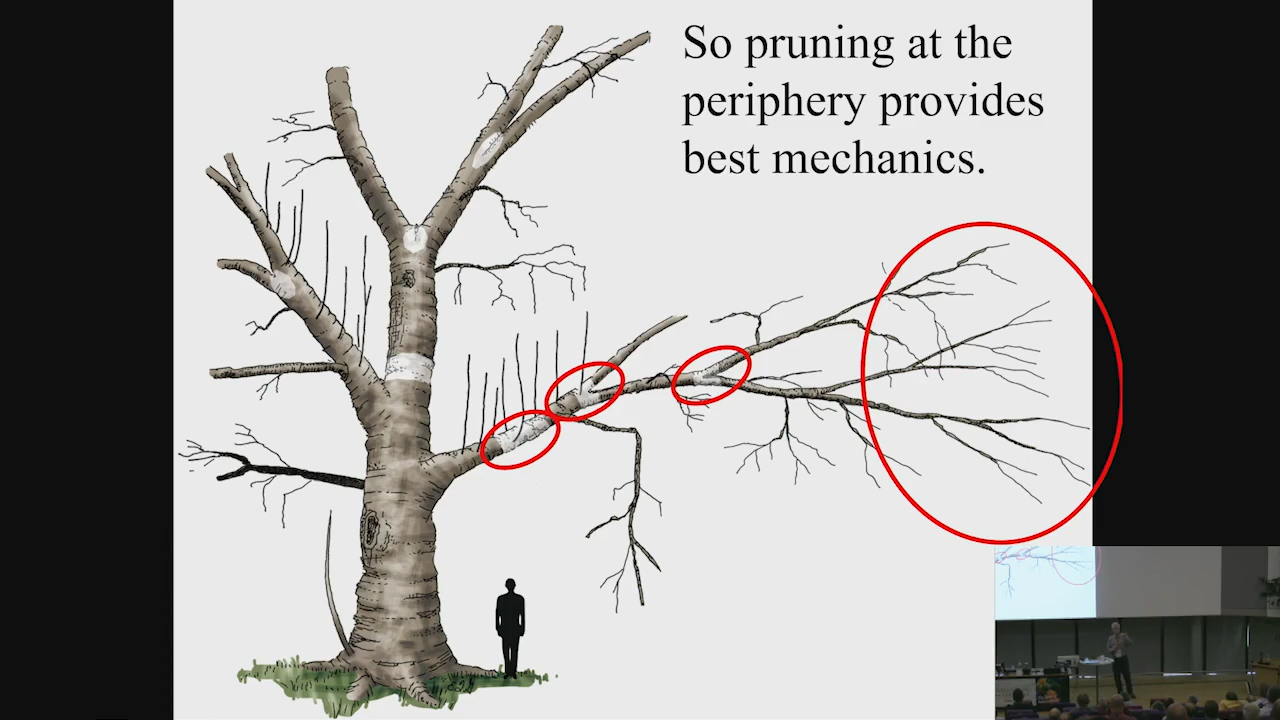 So pruning at the
periphery provides
best mechanics.